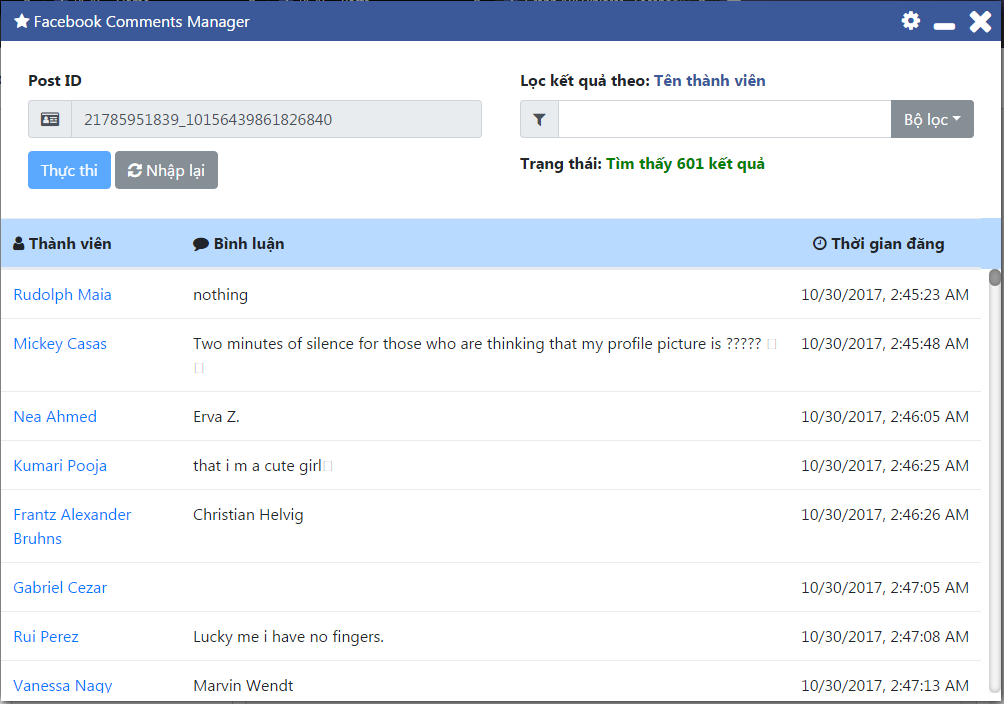 Facebook Comments Manager
Post ID
21785951839_10156439861826840
Thực thi
Nhập lại
Lọc kết quả theo: Tên thành viên
Bộ lọc
Trạng thái: Tìm thấy 601 kết quả
Thành viên Bình luận Thời gian đăng
Rudolph Maia nothing 10/30/2017, 2:45:23 AM
Mickey Casas Two minutes of silence for those who are thinking that my profile picture is ????? 10/30/2017, 2:45:48 AM
Nea Ahmed Erva Z. 10/30/2017, 2:46:05 AM
Kumari Pooja that i m a cute girl 10/30/2017, 2:46:25 AM
Frantz Alexander Christian Helvig 10/30/2017, 2:46:26 AM
Bruhns
Gabriel Cezar 10/30/2017, 2:47:05 AM
Rui Perez Lucky me i have no fingers. 10/30/2017, 2:47:08 AM
Vanessa Nagy Marvin Wendt 10/30/2017, 2:47:13 AM